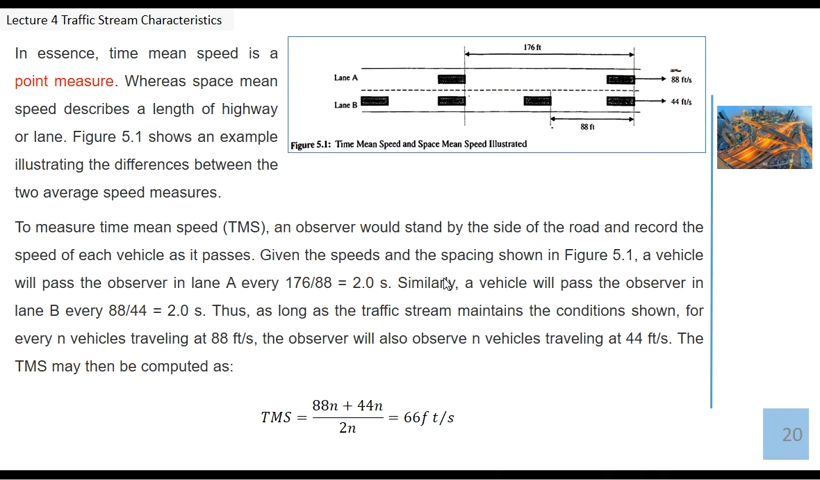 Lecture 4 Traffic Stream Characteristics
In essence, time mean speed is a
point measure. Whereas space mean
speed describes a length of highway
or lane. Figure 5.1 shows an example
illustrating the differences between the
two average speed measures.
176 ft
Lane A
88 ft/s
Lane B
44 ft/s
88 ft
Figure 5.1: Time Mean Speed and Space Mean Speed Illustrated
To measure time mean speed (TMS), an observer would stand by the side of the road and record the
speed of each vehicle as it passes. Given the speeds and the spacing shown in Figure 5.1, a vehicle
will pass the observer in lane A every 176/88 = 2.0 s. Similarly, a vehicle will pass the observer in
lane B every 88/44 = 2.0 s. Thus, as long as the traffic stream maintains the conditions shown, for
every n vehicles traveling at 88 ft/s, the observer will also observe n vehicles traveling at 44 ft/s. The
TMS may then be computed as:
TMS = (88n + 44n) / 2n = 66f t/s
20